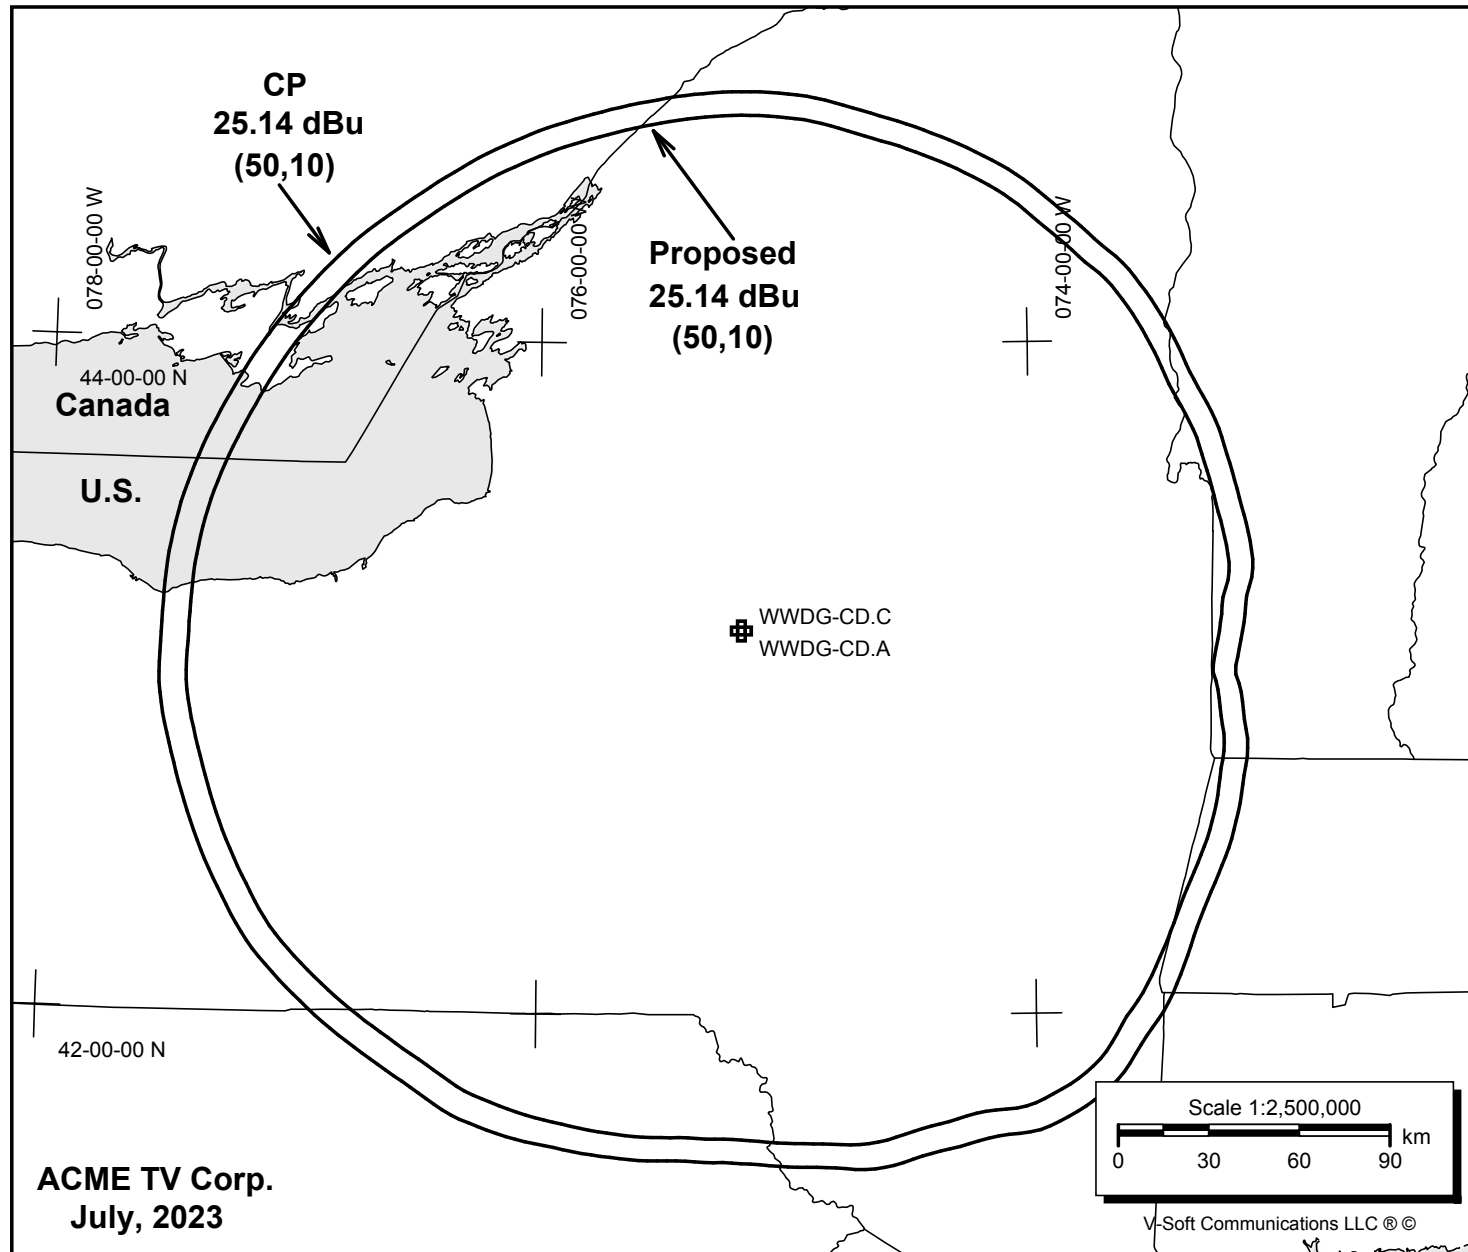 CP
25.14 dBu
(50,10)
078-00-00 W
076-00-00
074-00-00 W
Proposed
25.14 dBu
(50,10)
44-00-00 N
Canada
U.S.
WWDG-CD.C
WWDG-CD.A
42-00-00 N
Scale 1:2,500,000
km
0 30 60 90
ACME TV Corp.
July, 2023
V-Soft Communications LLC ® ©